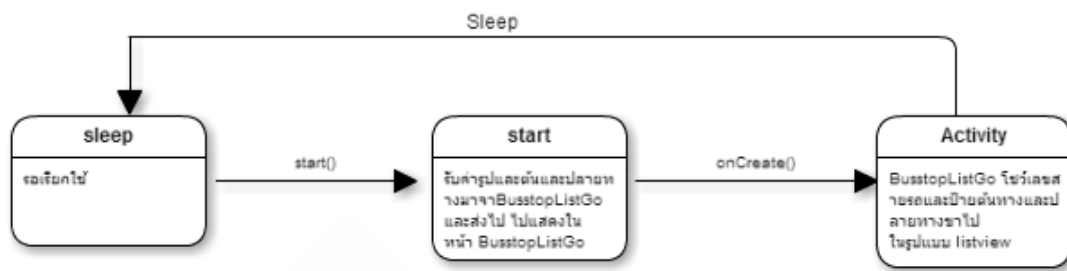 Sleep
sleep
รอเรียกใช้
start()
start
รับค่ารูปและต้นและปลายท
างมาจาBusstopListGo
และส่งไป ไปแสดงใน
หน้า BusstopListGo
onCreate()
Activity
BusstopListGo โชว์เลขส
ายรถและป้ายต้นทางและป
ลายทางขาไป
ในรูปแบบ listview